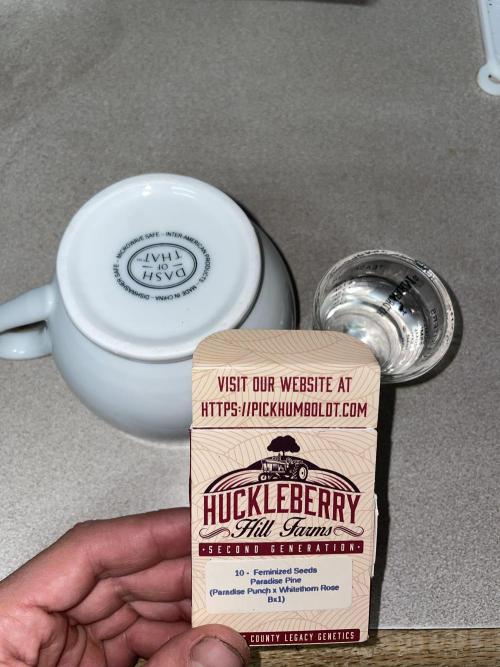 MICROWAVE SAFE - INTER-AMERICAN PRODUCTS - MADE IN CHINA - DISHWASHER SAFE
DASH
OF
THAT™
VISIT OUR WEBSITE AT
HTTPS://PICKHUMBOLDT.COM
HUCKLEBERRY
Hill Farms
• SECOND GENERATION •
10 - Feminized Seeds
Paradise Pine
(Paradise Punch x Whitethorn Rose
Bx1)
COUNTY LEGACY GENETICS